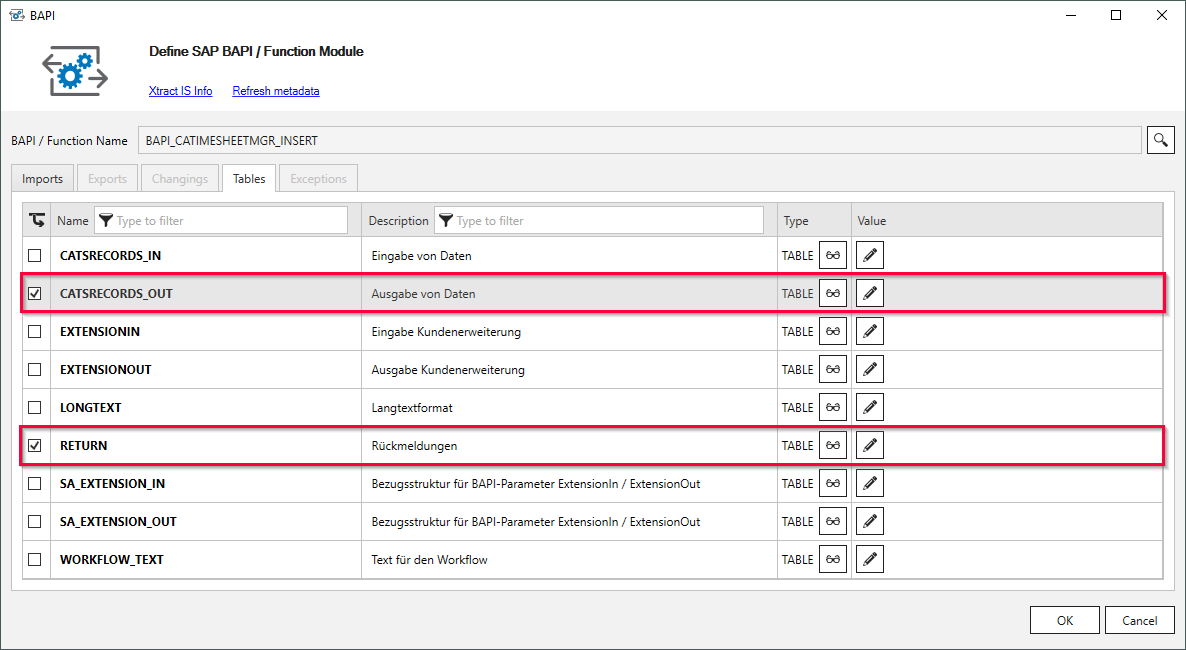 BAPI
Define SAP BAPI / Function Module
Xtract IS Info Refresh metadata
BAPI / Function Name BAPI_CATIMESHEETMGR_INSERT
Imports Exports Changings Tables Exceptions
Name Type to filter Description Type to filter Type Value
CATSRECORDS_IN Eingabe von Daten TABLE
CATSRECORDS_OUT Ausgabe von Daten TABLE
EXTENSIONIN Eingabe Kundenerweiterung TABLE
EXTENSIONOUT Ausgabe Kundenerweiterung TABLE
LONGTEXT Langtextformat TABLE
RETURN Rückmeldungen TABLE
SA_EXTENSION_IN Bezugsstruktur für BAPI-Parameter ExtensionIn / ExtensionOut TABLE
SA_EXTENSION_OUT Bezugsstruktur für BAPI-Parameter ExtensionIn / ExtensionOut TABLE
WORKFLOW_TEXT Text für den Workflow TABLE
OK Cancel